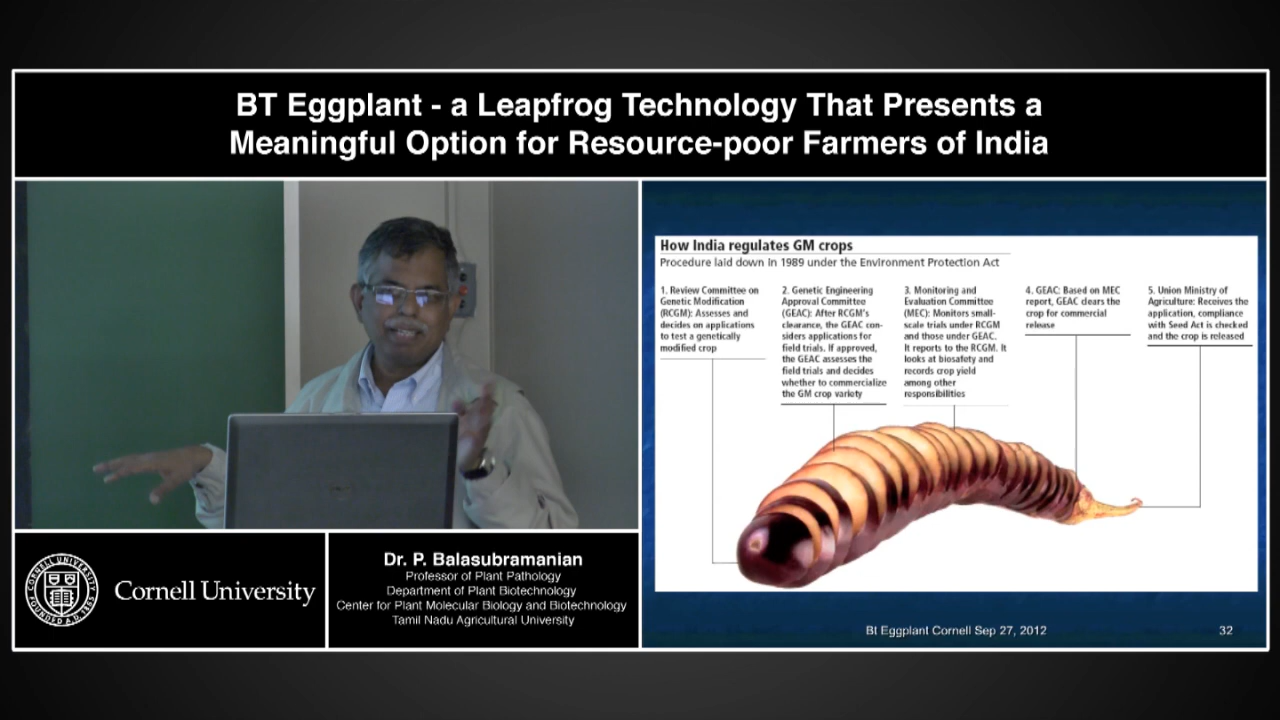 BT Eggplant - a Leapfrog Technology That Presents a
Meaningful Option for Resource-poor Farmers of India
How India regulates GM crops
Procedure laid down in 1989 under the Environment Protection Act
1. Review Committee on
Genetic Modification
(RCGM): Assesses and
decides on applications
to test a genetically
modified crop
2. Genetic Engineering
Approval Committee
(GEAC): After RCGM's
clearance, the GEAC con-
siders applications for
field trials. If approved,
the GEAC assesses the
field trials and decides
whether to commercialize
the GM crop variety
3. Monitoring and
Evaluation Committee
(MEC): Monitors small-
scale trials under RCGM
and those under GEAC.
It reports to the RCGM. It
looks at biosafety and
records crop yield
among other
responsibilities
4. GEAC: Based on MEC
report, GEAC clears the
crop for commercial
release
5. Union Ministry of
Agriculture: Receives the
application, compliance
with Seed Act is checked
and the crop is released
Bt Eggplant Cornell Sep 27, 2012
32
CORNELL UNIVERSITY
FOUNDED A.D. 1865
Cornell University
Dr. P. Balasubramanian
Professor of Plant Pathology
Department of Plant Biotechnology
Center for Plant Molecular Biology and Biotechnology
Tamil Nadu Agricultural University